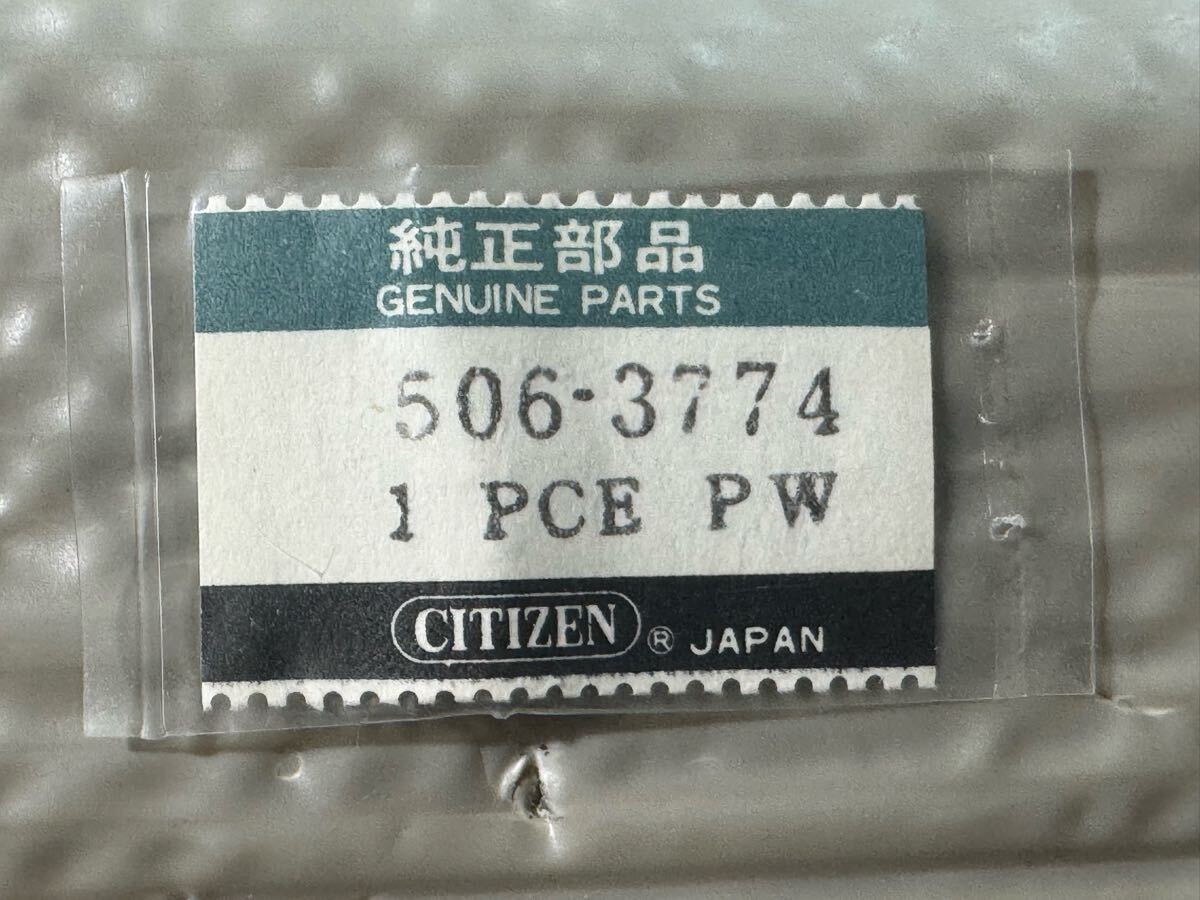 純正部品
GENUINE PARTS
506-3774
1 PCE PW
CITIZEN ® JAPAN